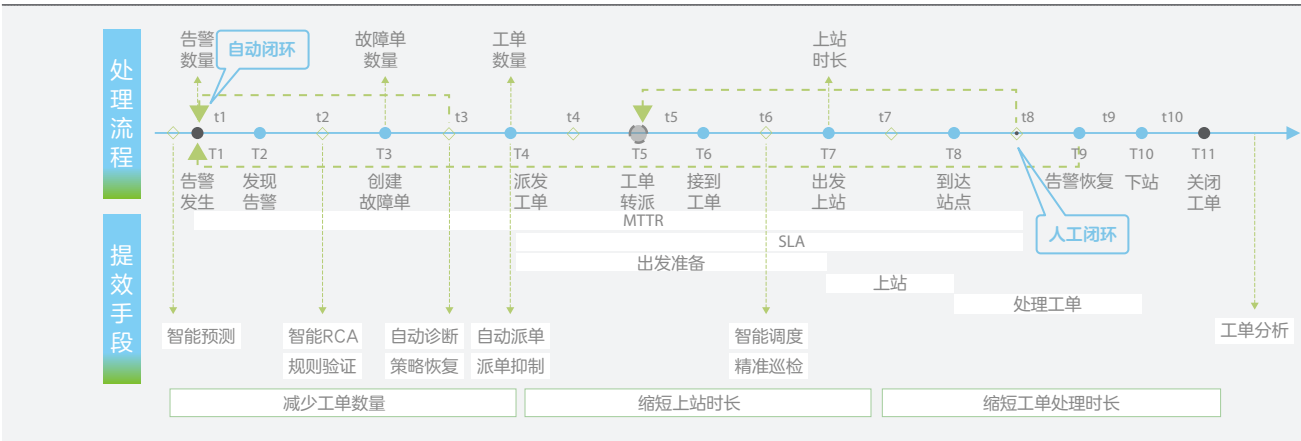 处理流程
告警
数量
自动闭环
故障单
数量
工单
数量
上站
时长
t1
t2
t3
t4
t5
t6
t7
t8
t9
t10
T1
T2
T3
T4
T5
T6
T7
T8
T9
T10
T11
告警
发生
发现
告警
创建
故障单
派发
工单
工单
转派
接到
工单
出发
上站
到达
站点
告警恢复
下站
关闭
工单
人工闭环
提效手段
MTTR
SLA
出发准备
上站
处理工单
智能预测
智能RCA
规则验证
自动诊断
策略恢复
自动派单
派单抑制
智能调度
精准巡检
工单分析
减少工单数量
缩短上站时长
缩短工单处理时长